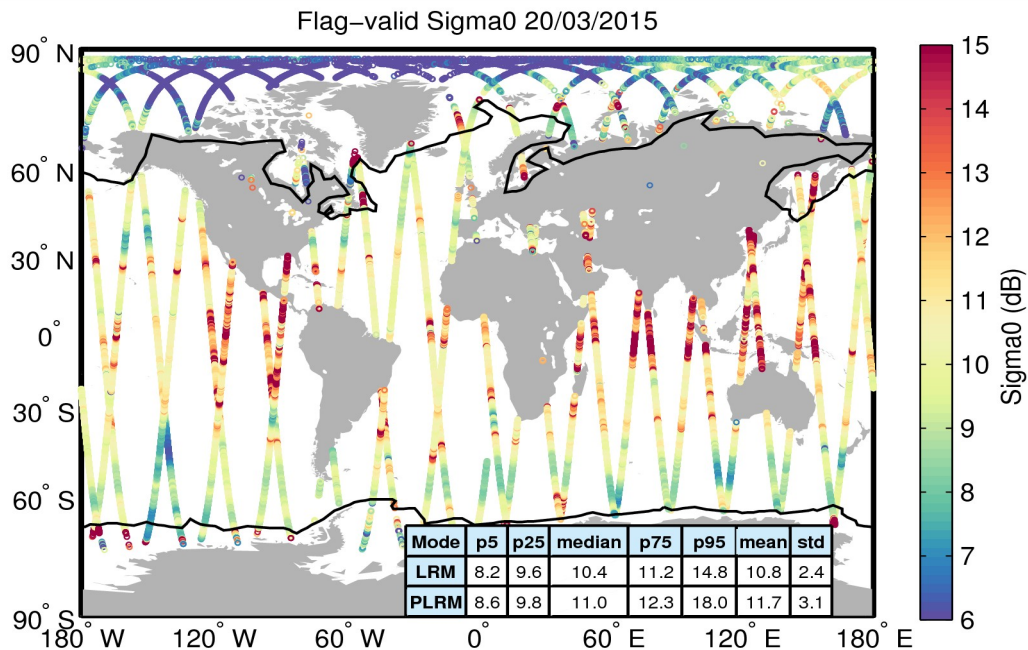 Flag−valid Sigma0 20/03/2015
90° N
60° N
30° N
0°
30° S
60° S
90° S
180° W
120° W
60° W
0°
60° E
120° E
180° E
15
14
13
12
11
10
9
8
7
6
Sigma0 (dB)
Mode p5 p25 median p75 p95 mean std
LRM 8.2 9.6 10.4 11.2 14.8 10.8 2.4
PLRM 8.6 9.8 11.0 12.3 18.0 11.7 3.1